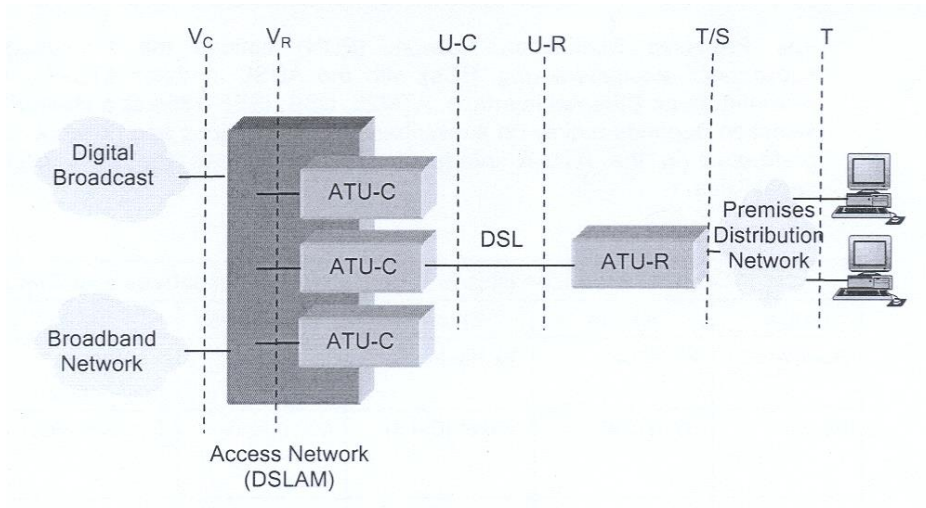 V_C V_R U-C U-R T/S T
Digital
Broadcast
ATU-C
ATU-C
DSL
ATU-R
Premises
Distribution
Network
ATU-C
Broadband
Network
Access Network
(DSLAM)